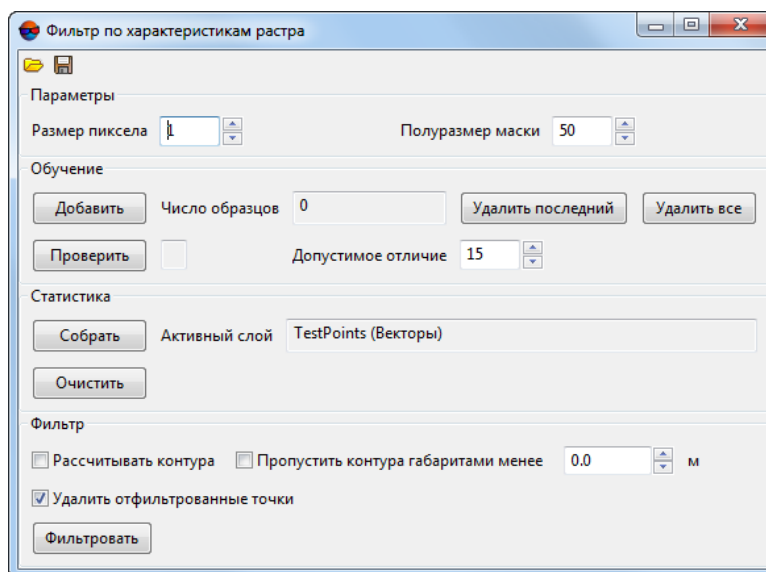 Фильтр по характеристикам растра
Параметры
Размер пиксела 1 Полуразмер маски 50
Обучение
Добавить Число образцов 0 Удалить последний Удалить все
Проверить Допустимое отличие 15
Статистика
Собрать Активный слой TestPoints (Векторы)
Очистить
Фильтр
Рассчитывать контура Пропустить контура габаритами менее 0.0 м
Удалить отфильтрованные точки
Фильтровать